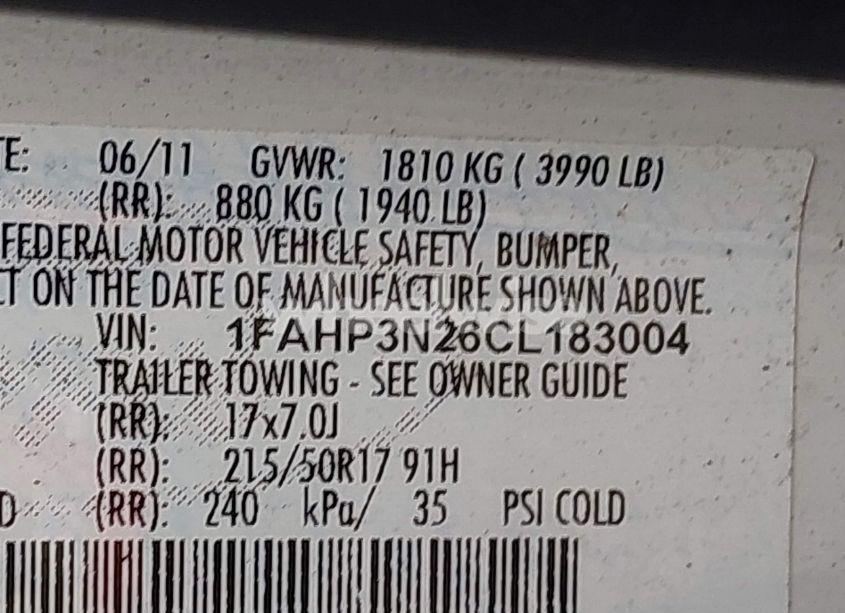 TE: 06/11 GVWR: 1810 KG ( 3990 LB)
(RR): 880 KG ( 1940 LB)
FEDERAL MOTOR VEHICLE SAFETY, BUMPER,
CT ON THE DATE OF MANUFACTURE SHOWN ABOVE.
VIN: 1FAHP3N26CL183004
TRAILER TOWING - SEE OWNER GUIDE
(RR): 17x7.0J
(RR): 215/50R17 91H
D (RR): 240 kPa/ 35 PSI COLD